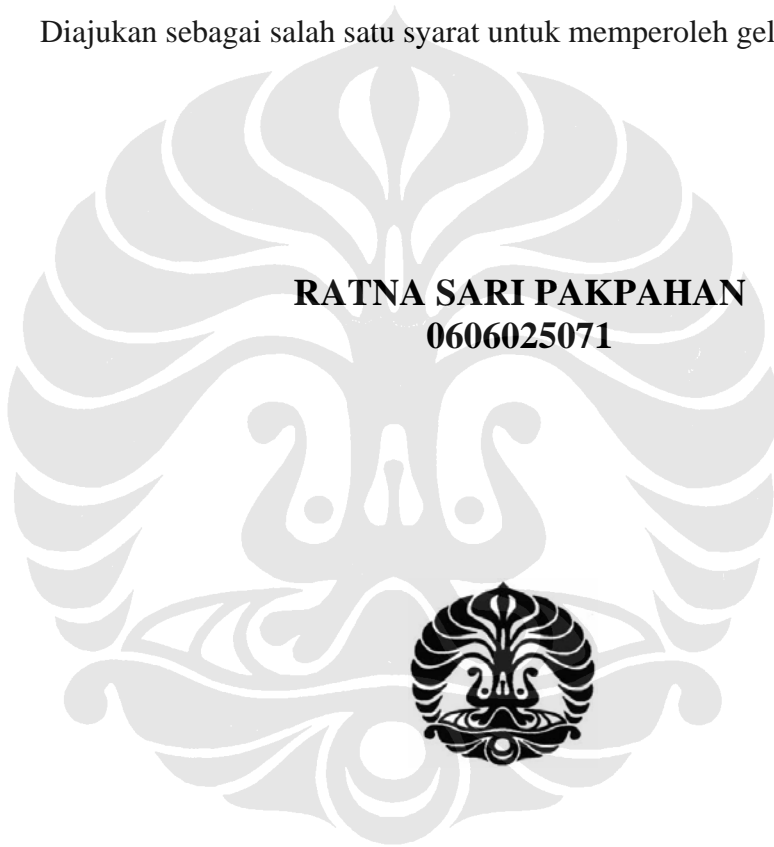 Diajukan sebagai salah satu syarat untuk memperoleh gel
RATNA SARI PAKPAHAN
0606025071